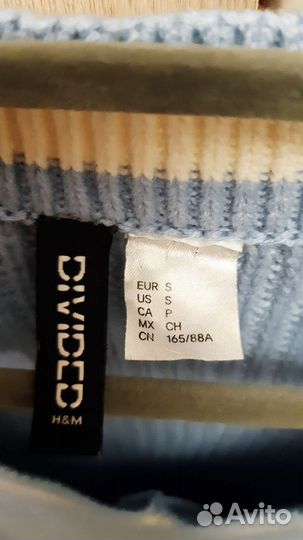 DIVIDED
H&M
EUR S
US S
CA P
MX CH
CN 165/88A
Avito